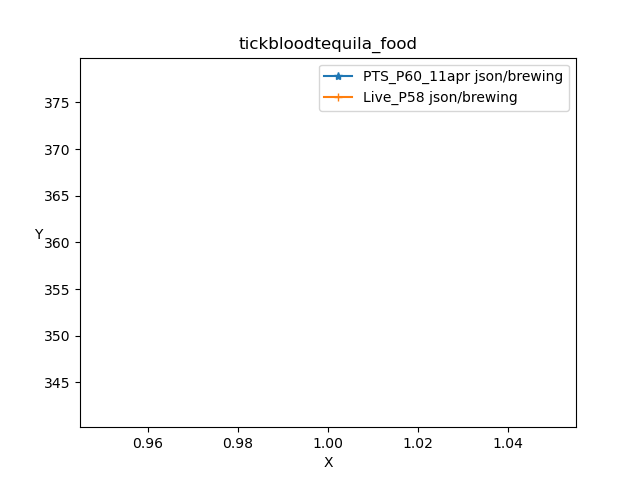 tickbloodtequila_food
PTS_P60_11apr json/brewing
Live_P58 json/brewing
375
370
365
360
355
350
345
Y
0.96
0.98
1.00
1.02
1.04
X